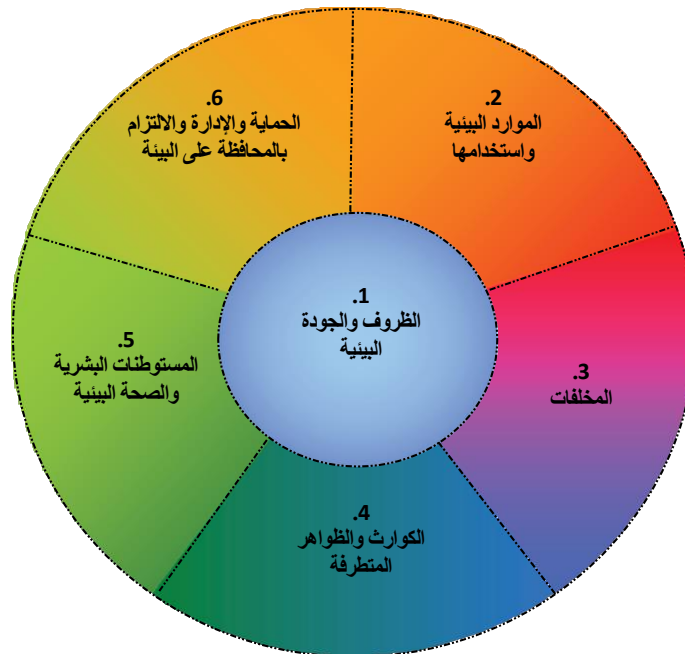 1.
الظروف والجودة
البيئية
2.
الموارد البيئية
واستخدامها
3.
المخلفات
4.
الكوارث والظواهر
المتطرفة
5.
المستوطنات البشرية
والصحة البيئية
6.
الحماية والإدارة والالتزام
بالمحافظة على البيئة